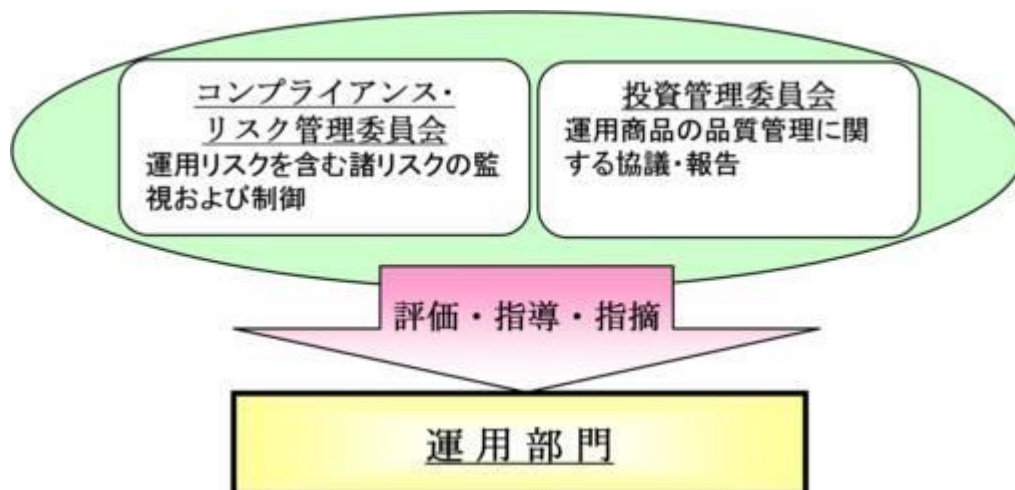 コンプライアンス・
リスク管理委員会
運用リスクを含む諸リスクの監
視および制御
投資管理委員会
運用商品の品質管理に関
する協議・報告
評価・指導・指摘
運用部門